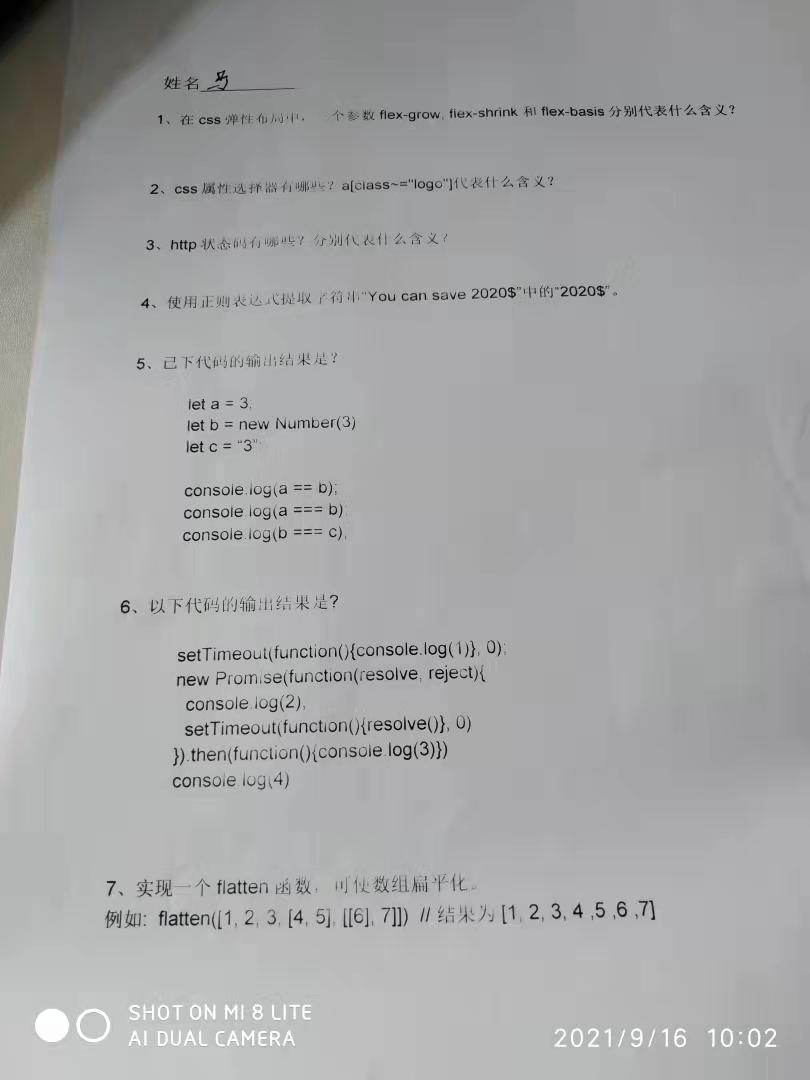 姓名 马
1、在 css 弹性布局中，三个参数 flex-grow, flex-shrink 和 flex-basis 分别代表什么含义？
2、css 属性选择器有哪些？a[class~="logo"]代表什么含义？
3、http 状态码有哪些？分别代表什么含义？
4、使用正则表达式提取字符串"You can save 2020$"中的"2020$"。
5、已下代码的输出结果是？
let a = 3;
let b = new Number(3)
let c = "3";
console.log(a == b);
console.log(a === b)
console.log(b === c);
6、以下代码的输出结果是？
setTimeout(function(){console.log(1)}, 0);
new Promise(function(resolve, reject){
console.log(2),
setTimeout(function(){resolve()}, 0)
}).then(function(){console.log(3)})
console.log(4)
7、实现一个 flatten 函数，可使数组扁平化。
例如: flatten([1, 2, 3, [4, 5], [[6], 7]]) // 结果为 [1, 2, 3, 4 ,5 ,6 ,7]
SHOT ON MI 8 LITE
AI DUAL CAMERA
2021/9/16 10:02